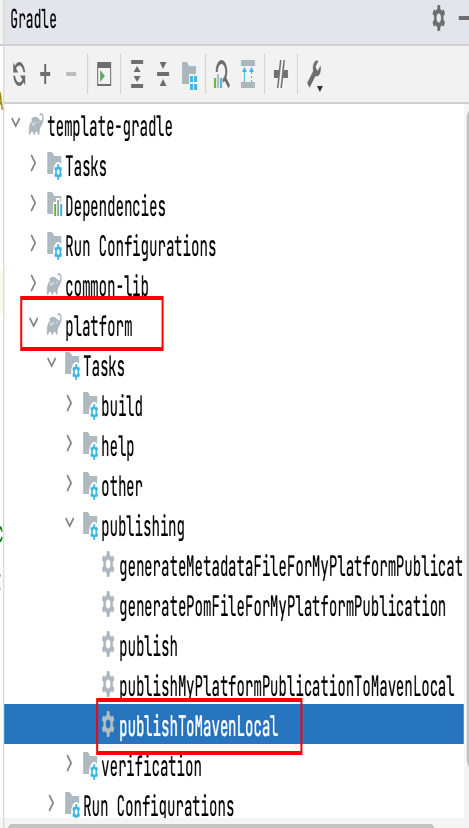 Gradle
template-gradle
Tasks
Dependencies
Run Configurations
common-lib
platform
Tasks
build
help
other
publishing
generateMetadataFileForMyPlatformPublicat
generatePomFileForMyPlatformPublication
publish
publishMyPlatformPublicationToMavenLocal
publishToMavenLocal
verification
Run Configurations